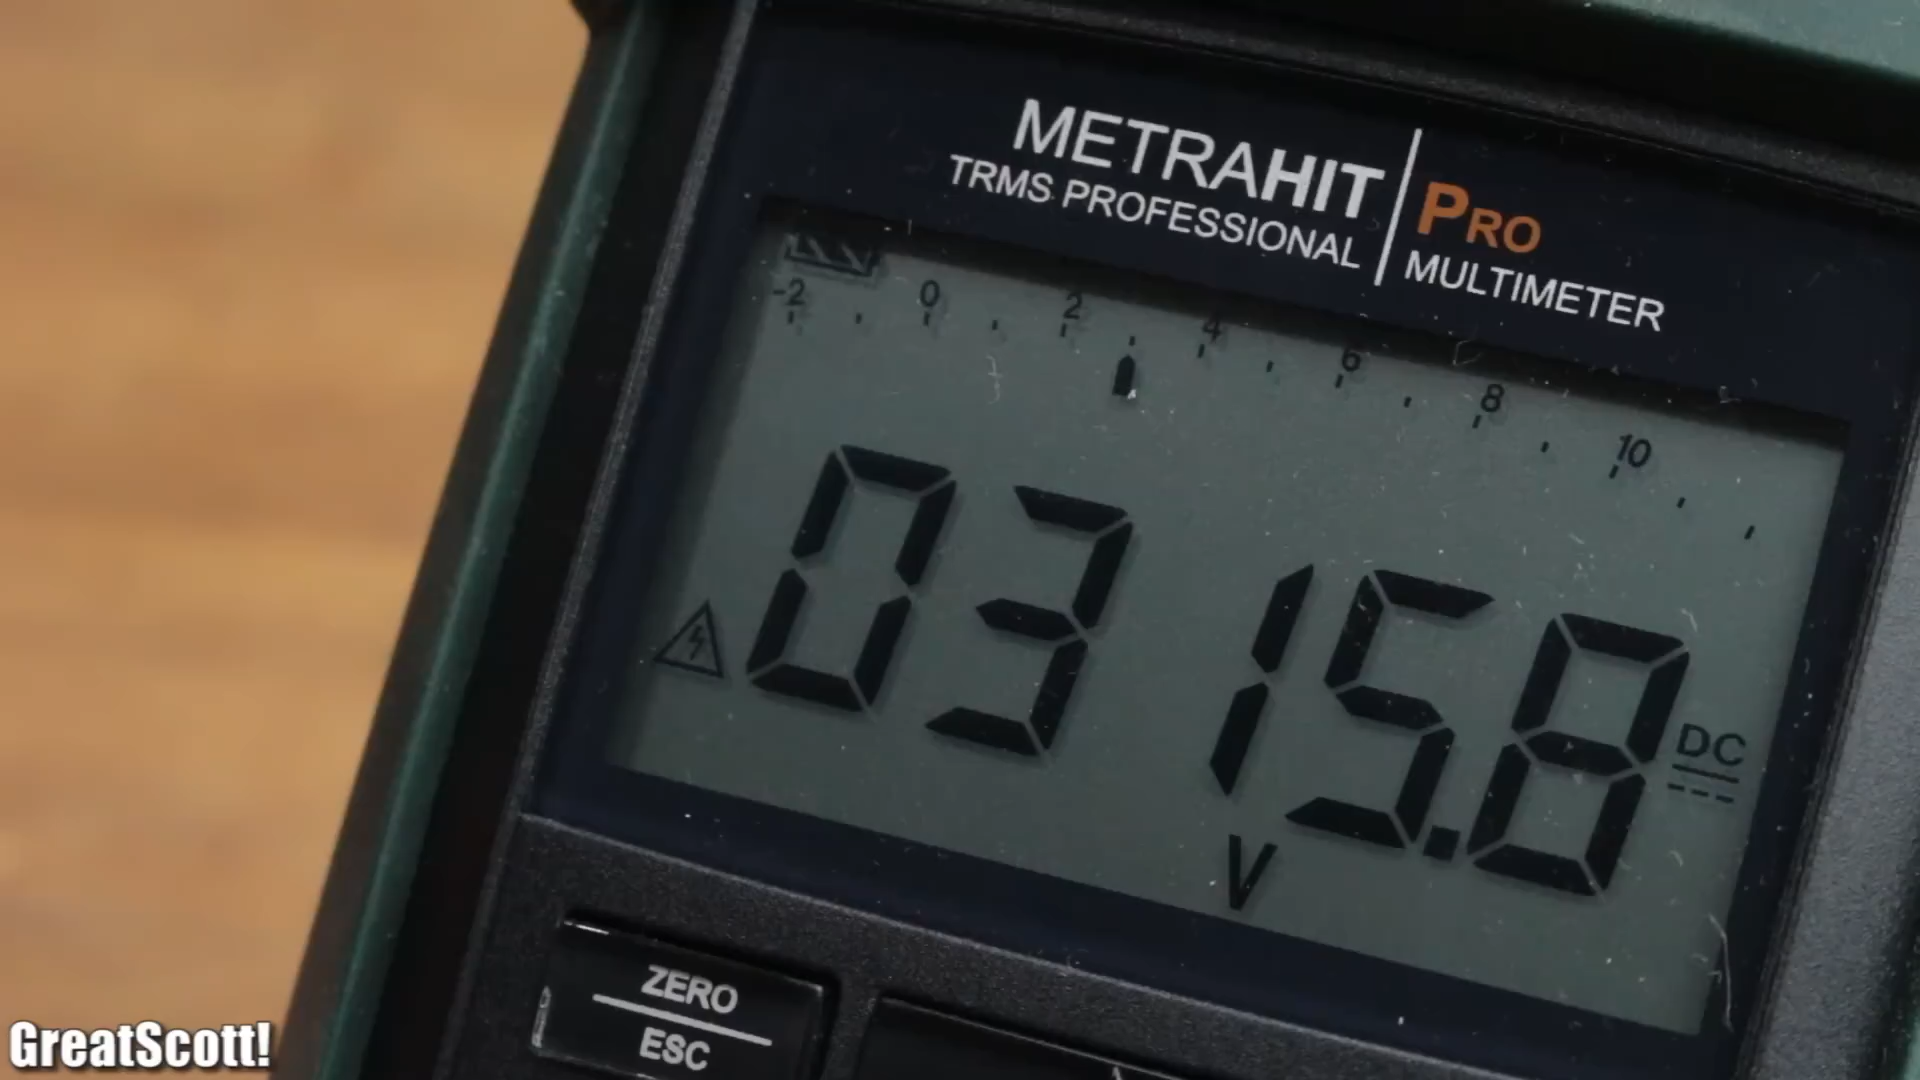 METRAHIT PRO
TRMS PROFESSIONAL MULTIMETER
-2 0 2 4 6 8 10
0315.8 DC
V
ZERO
ESC
GreatScott!